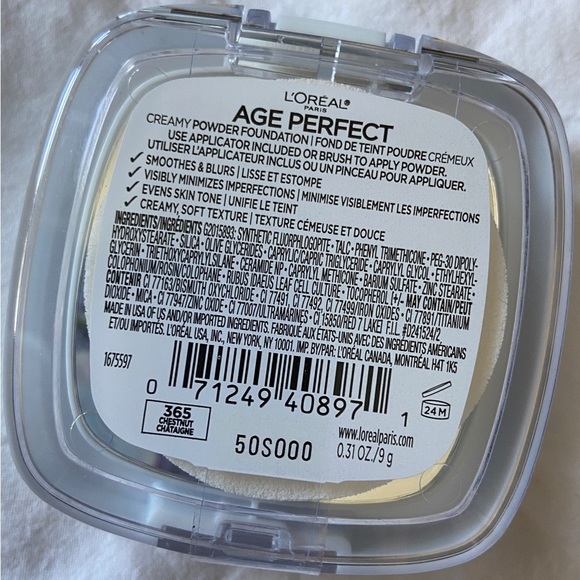 L'ORÉAL®
PARIS
AGE PERFECT
CREAMY POWDER FOUNDATION | FOND DE TEINT POUDRE CRÉMEUX
USE APPLICATOR INCLUDED OR BRUSH TO APPLY POWDER.
UTILISER L'APPLICATEUR INCLUS OU UN PINCEAU POUR APPLIQUER.
✓ SMOOTHES & BLURS | LISSE ET ESTOMPE
✓ VISIBLY MINIMIZES IMPERFECTIONS | MINIMISE VISIBLEMENT LES IMPERFECTIONS
✓ EVENS SKIN TONE | UNIFIE LE TEINT
✓ CREAMY, SOFT TEXTURE | TEXTURE CÉMEUSE ET DOUCE
INGREDIENTS/INGRÉDIENTS G2015893: SYNTHETIC FLUORPHLOGOPITE • TALC • PHENYL TRIMETHICONE • PEG-30 DIPOLY-
HYDROXYSTEARATE • SILICA • OLIVE GLYCERIDES • CAPRYLIC/CAPRIC TRIGLYCERIDE • CAPRYLYL GLYCOL • ETHYLHEXYL-
GLYCERIN • TRIETHOXYCAPRYLYLSILANE • CERAMIDE NP • CAPRYLYL METHICONE • BARIUM SULFATE • ZINC STEARATE •
COLOPHONIUM/ROSIN/COLOPHANE • RUBUS IDAEUS LEAF CELL CULTURE • TOCOPHEROL [+/- MAY CONTAIN/PEUT
CONTENIR CI 77163/BISMUTH OXYCHLORIDE • CI 77491, CI 77492, CI 77499/IRON OXIDES • CI 77891/TITANIUM
DIOXIDE • MICA • CI 77947/ZINC OXIDE • CI 77007/ULTRAMARINES • CI 15850/RED 7 LAKE F.I.L. #D241524/2
MADE IN USA OF US AND/OR IMPORTED INGREDIENTS. FABRIQUE AUX ÉTATS-UNIS AVEC DES INGRÉDIENTS AMÉRICAINS
ET/OU IMPORTÉS. L'ORÉAL USA, INC., NEW YORK, NY 10001. IMP. BY/PAR: L'ORÉAL CANADA, MONTRÉAL H4T 1K5
1675597
0 71249 40897 1
24 M
365
CHESTNUT
CHÂTAIGNE
50S000
www.lorealparis.com
0.31 OZ./9 g